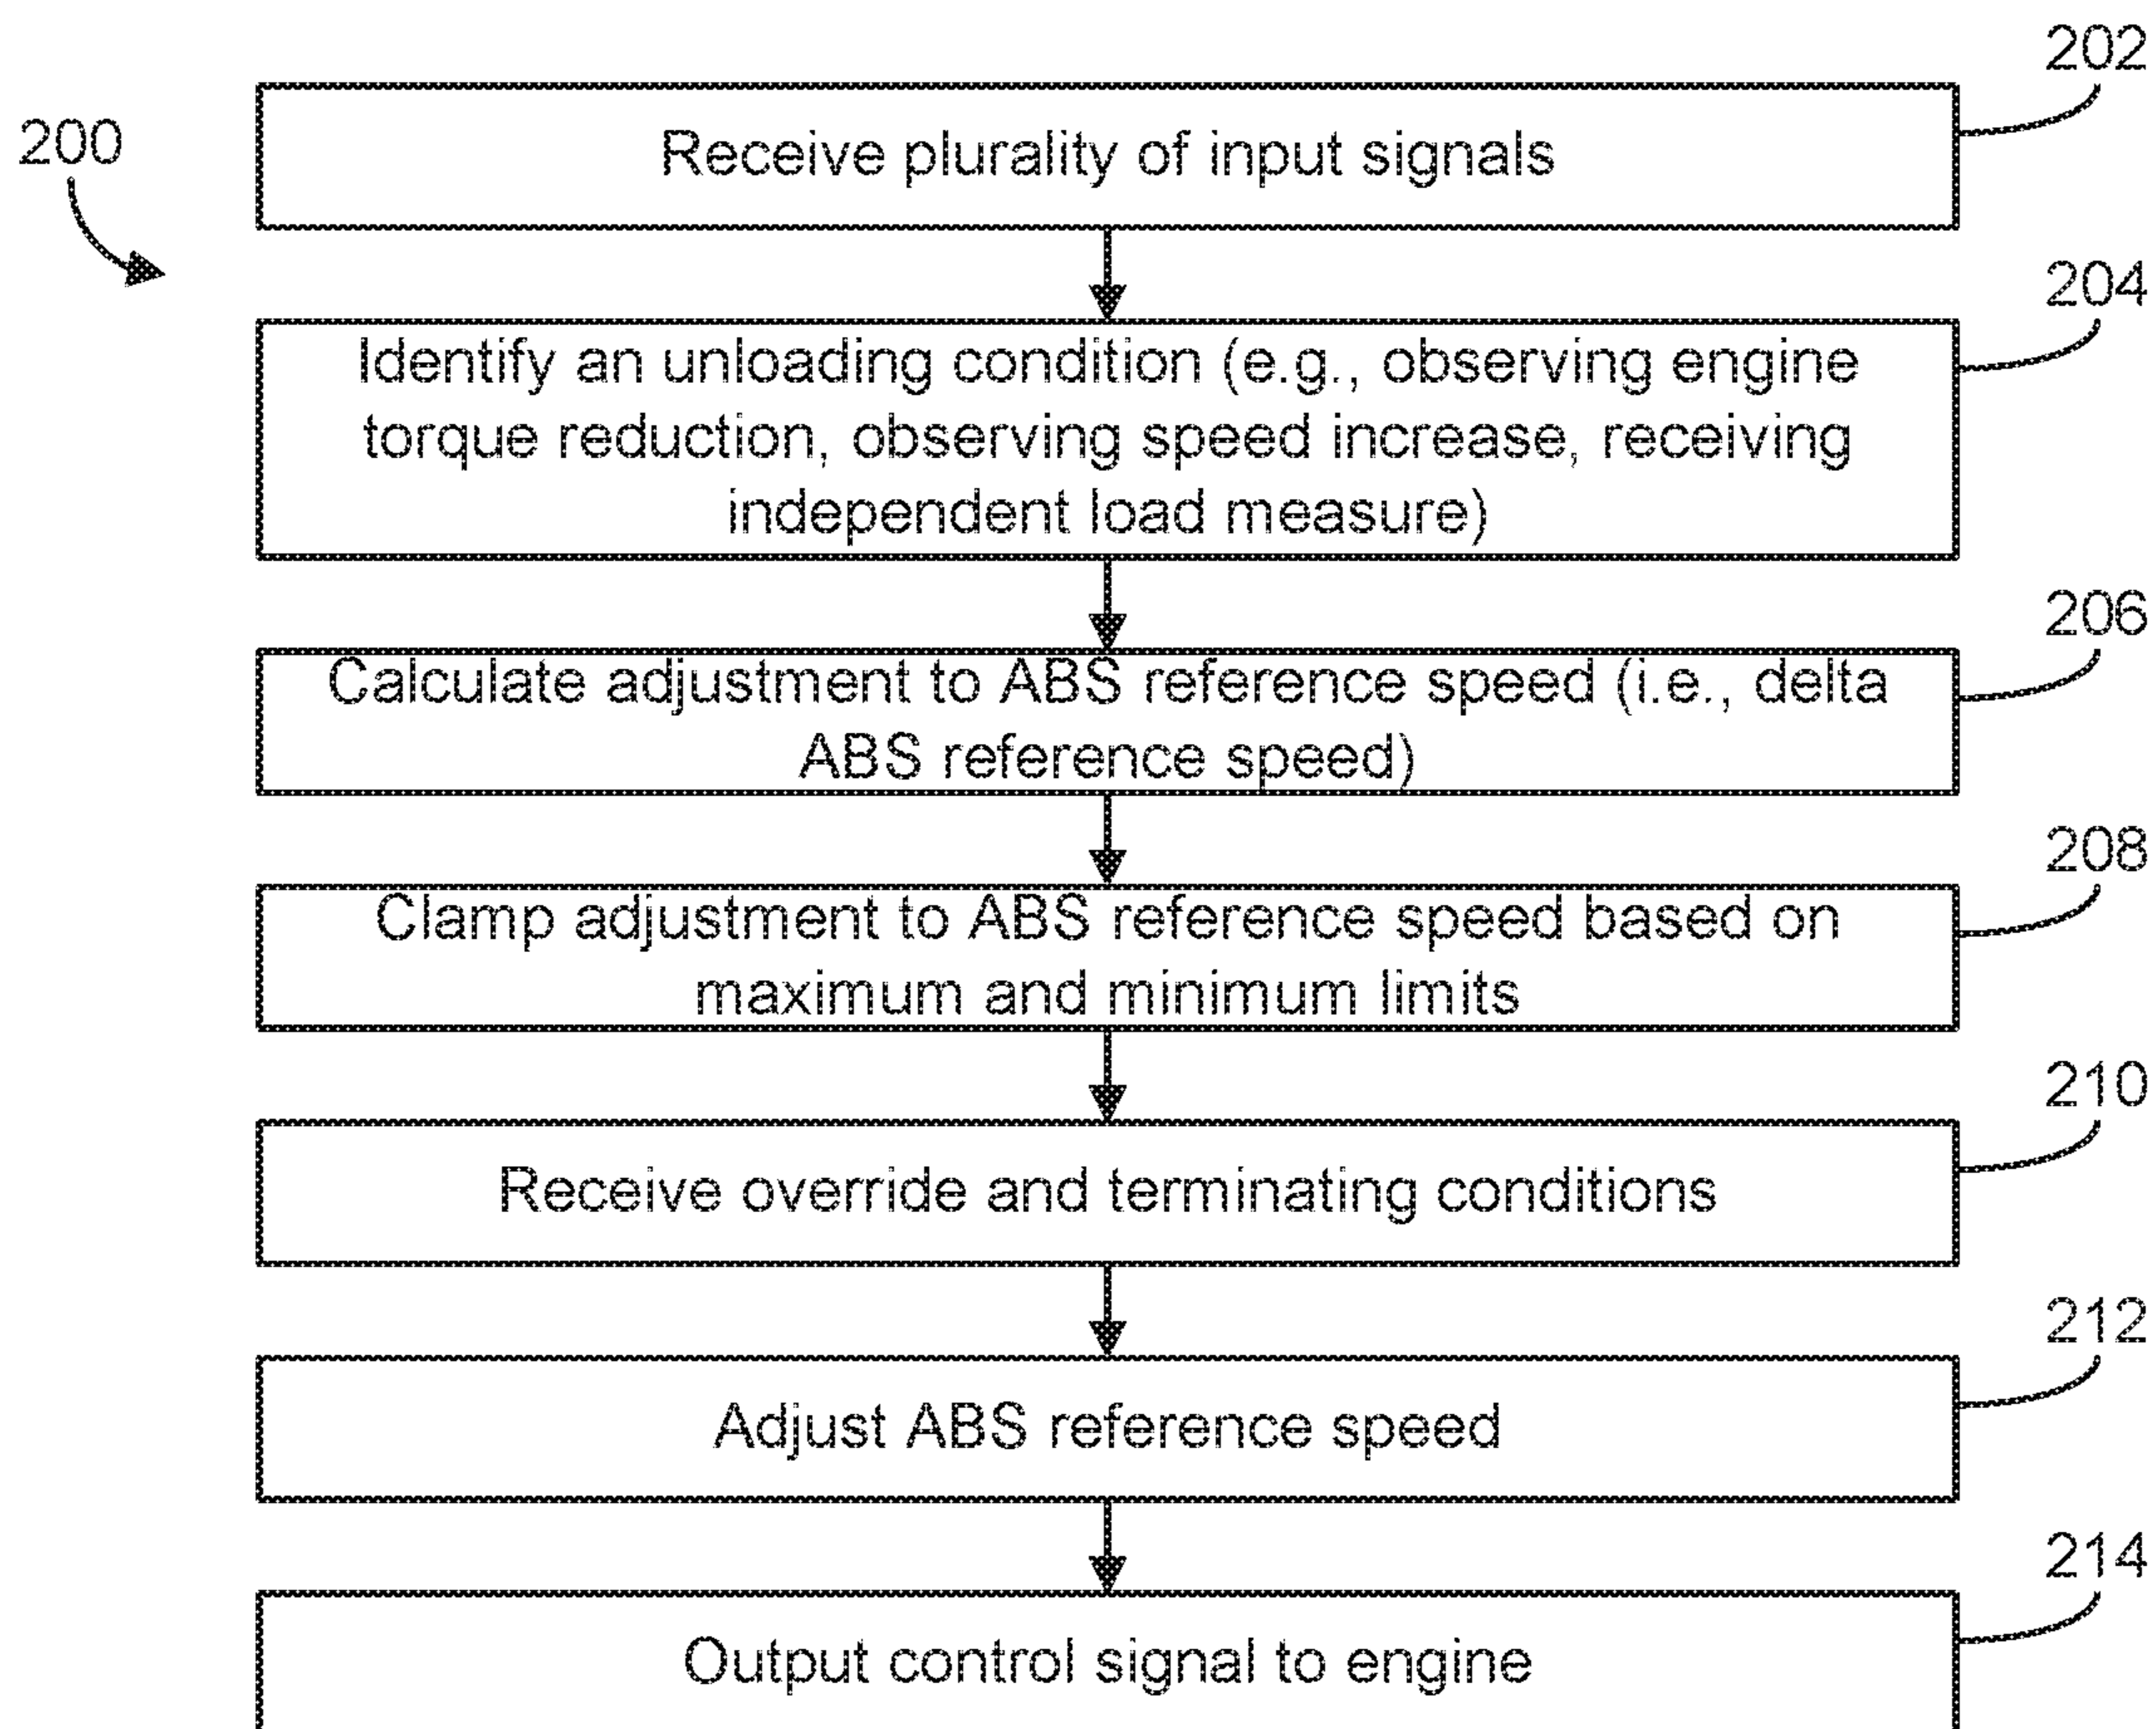 202
200
Receive plurality of input signals
204
Identify an unloading condition (e.g., observing engine
torque reduction, observing speed increase, receiving
independent load measure)
206
Calculate adjustment to ABS reference speed (i.e., delta
ABS reference speed)
208
Clamp adjustment to ABS reference speed based on
maximum and minimum limits
210
Receive override and terminating conditions
212
Adjust ABS reference speed
214
Output control signal to engine